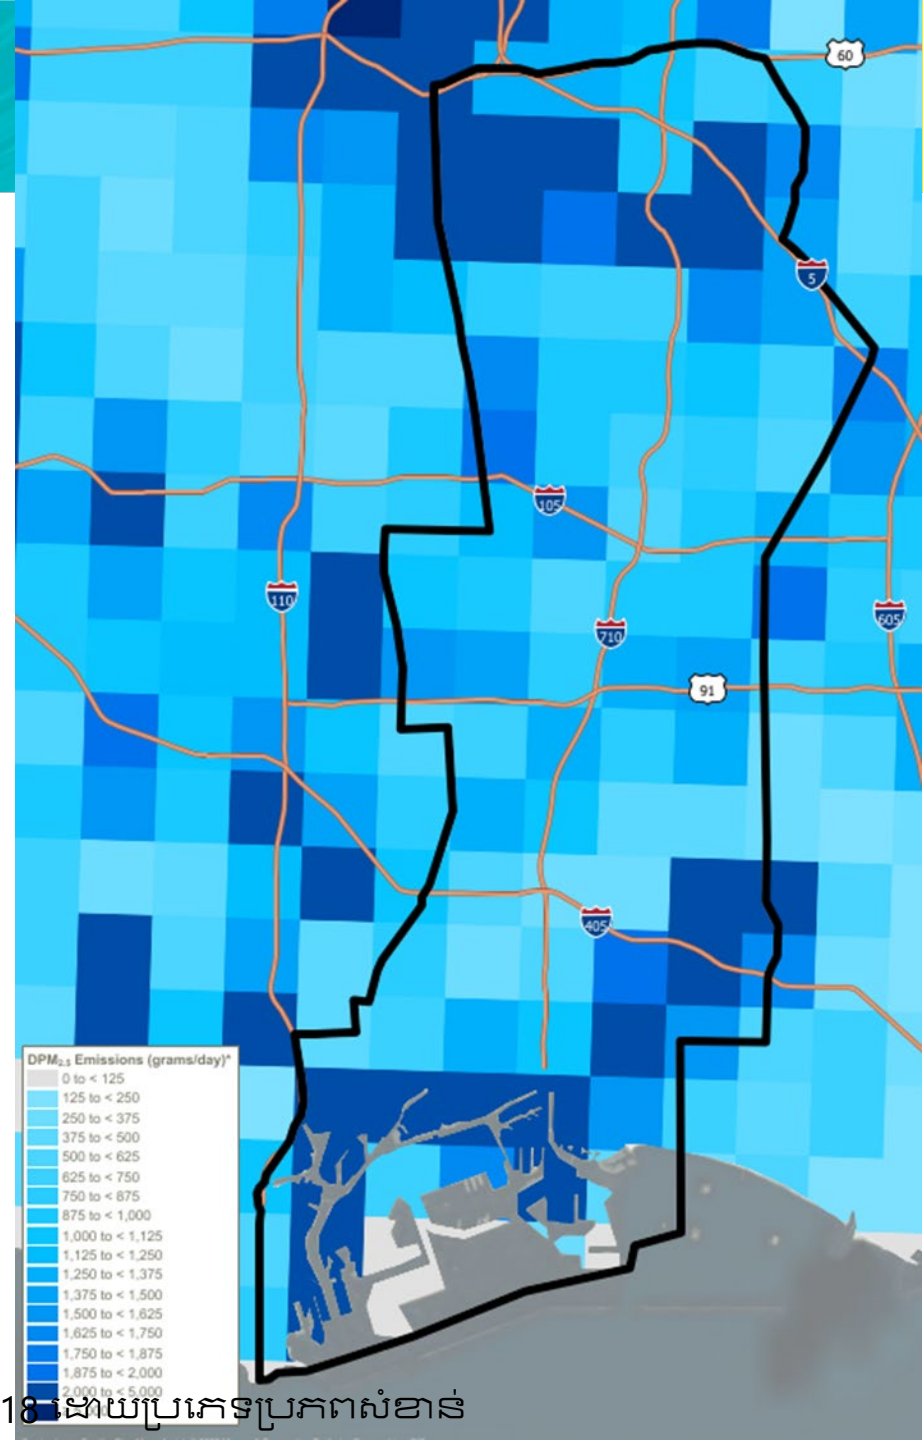 60
5
105
110
710
605
91
405
DPM2.5 Emissions (grams/day)*
0 to < 125
125 to < 250
250 to < 375
375 to < 500
500 to < 625
625 to < 750
750 to < 875
875 to < 1,000
1,000 to < 1,125
1,125 to < 1,250
1,250 to < 1,375
1,375 to < 1,500
1,500 to < 1,625
1,625 to < 1,750
1,750 to < 1,875
1,875 to < 2,000
2,000 to < 5,000
18 ដោយប្រភេទប្រភពសំខាន់